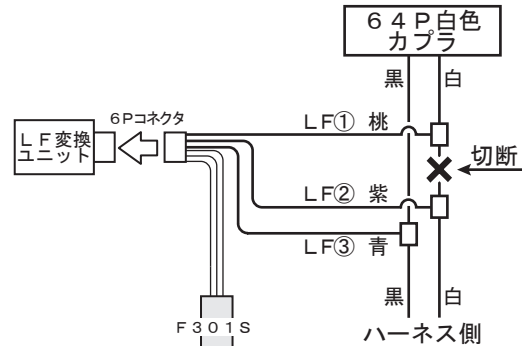 ６４Ｐ白色
カプラ
黒 白
６Ｐコネクタ
ＬＦ① 桃
ＬＦ変換
ユニット
切断
ＬＦ② 紫
ＬＦ③ 青
黒 白
Ｆ３０１Ｓ
ハーネス側